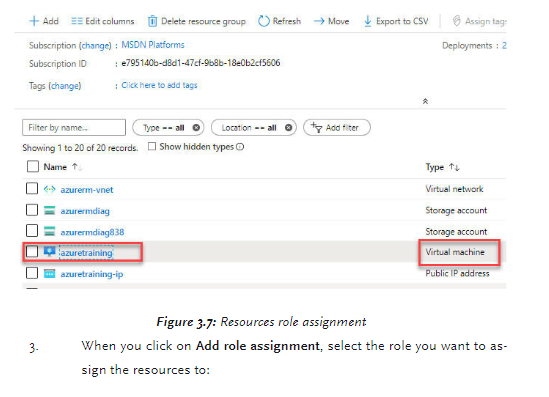 Add Edit columns Delete resource group Refresh Move Export to CSV Assign tags
Subscription (change) : MSDN Platforms Deployments : 2
Subscription ID : e795140b-d8d1-47cf-9b8b-18e0b2cf5606
Tags (change) : Click here to add tags
Filter by name... Type == all Location == all Add filter
Showing 1 to 20 of 20 records. Show hidden types
Name ↑ Type ↑↓
azurerm-vnet Virtual network
azurermdiag Storage account
azurermdiag838 Storage account
azuretraining Virtual machine
azuretraining-ip Public IP address
Figure 3.7: Resources role assignment
3. When you click on Add role assignment, select the role you want to as-
sign the resources to: